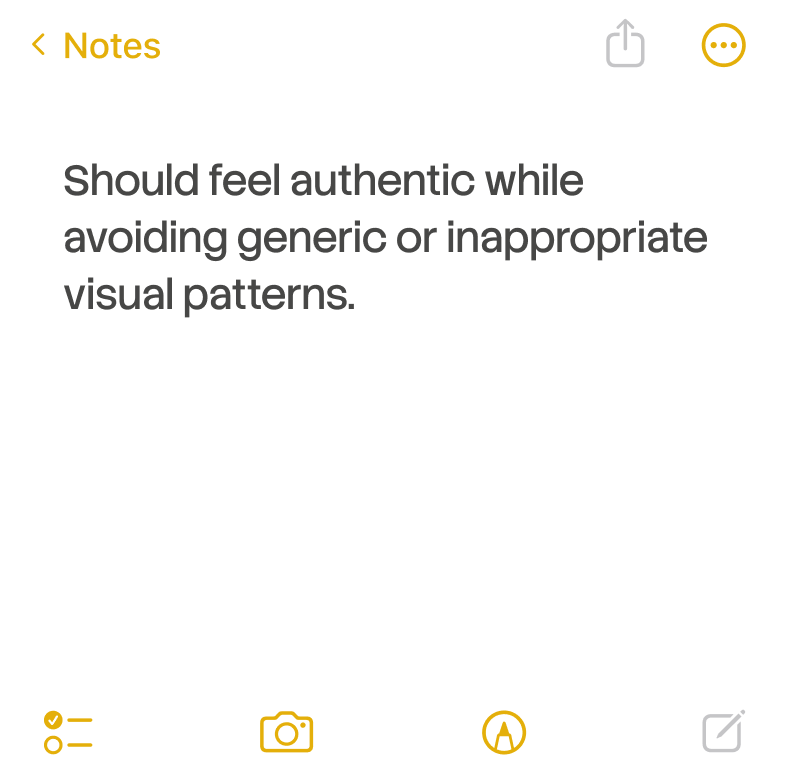 Notes
Should feel authentic while
avoiding generic or inappropriate
visual patterns.